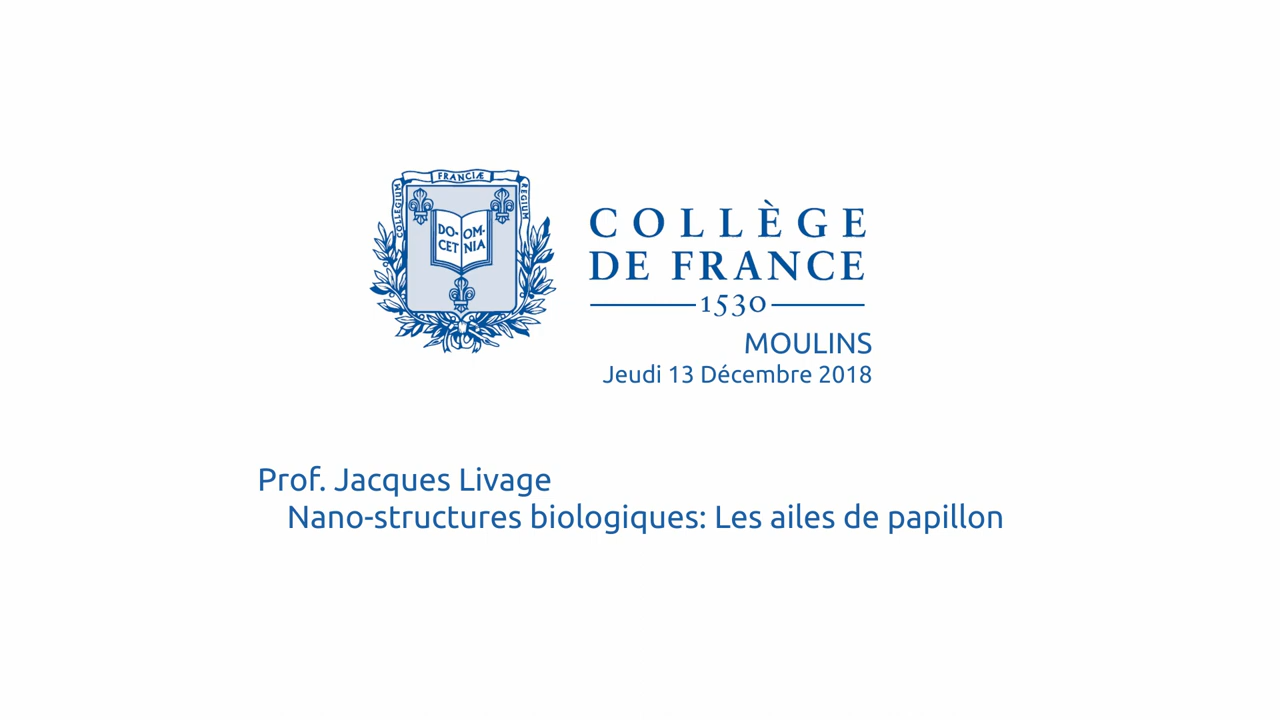 FRANCIÆ
COLLEGIUM
REGIUM
DO-
CET
OM-
NIA
COLLÈGE
DE FRANCE
1530
MOULINS
Jeudi 13 Décembre 2018
Prof. Jacques Livage
Nano-structures biologiques: Les ailes de papillon